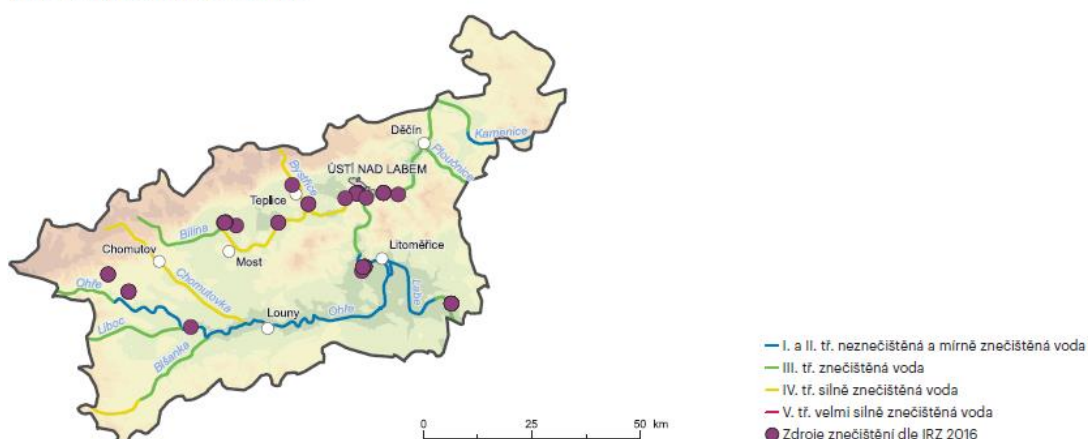 Děčín
Kamenice
Ploučnice
ÚSTÍ NAD LABEM
Bystřice
Teplice
Bílina
Litoměřice
Chomutov
Most
Ohře
Chomutovka
Labe
Louny
Ohře
Liboc
Blšanka
I. a II. tř. neznečištěná a mírně znečištěná voda
III. tř. znečištěná voda
IV. tř. silně znečištěná voda
V. tř. velmi silně znečištěná voda
Zdroje znečištění dle IRZ 2016
0 25 50 km